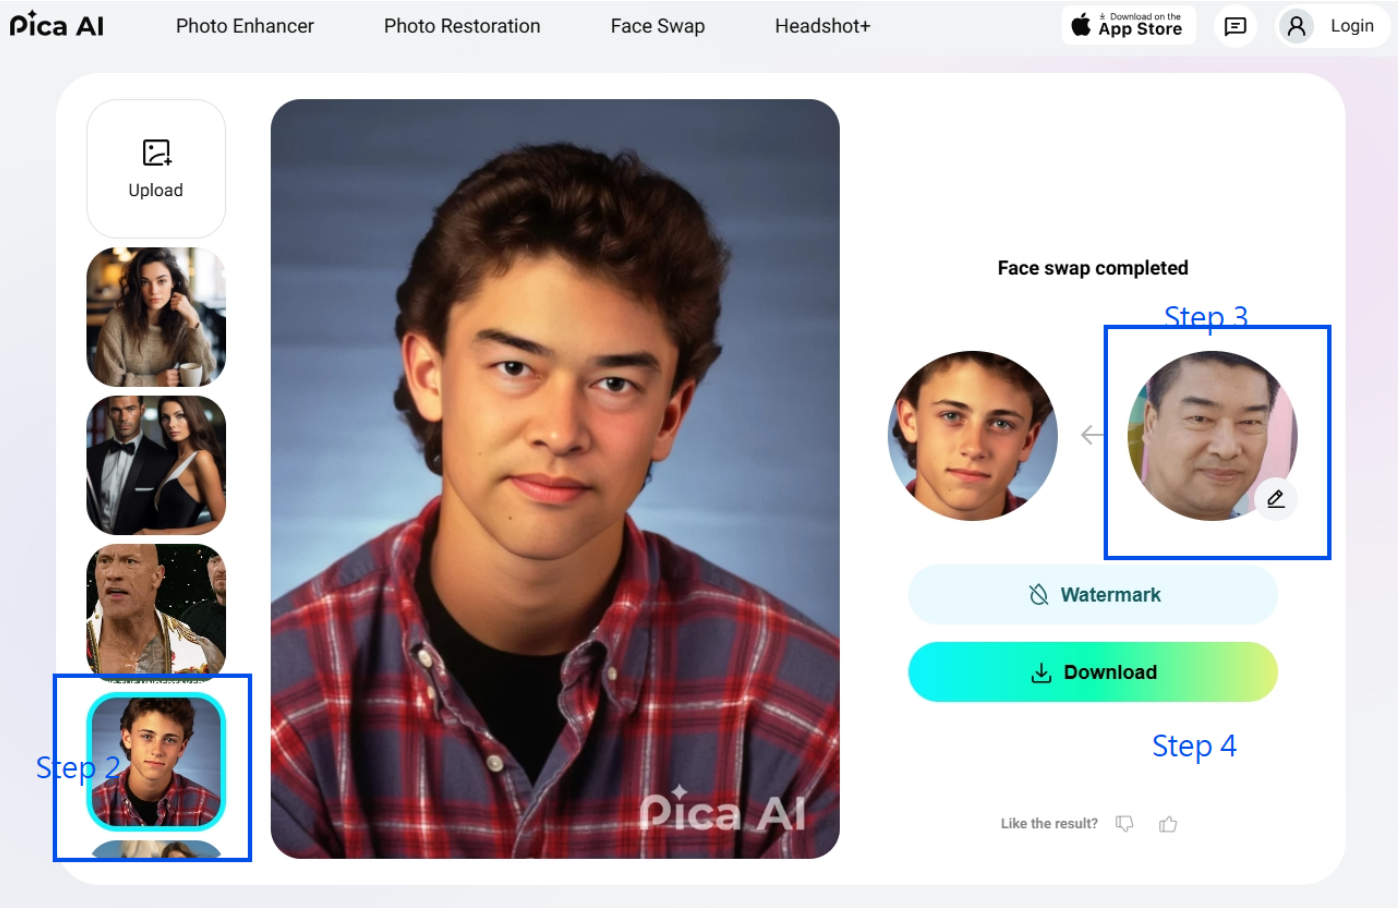 Pica AI
Photo Enhancer
Photo Restoration
Face Swap
Headshot+
Download on the
App Store
Login
Upload
Face swap completed
Step 3
Watermark
Download
Step 2
Step 4
Pica AI
Like the result?